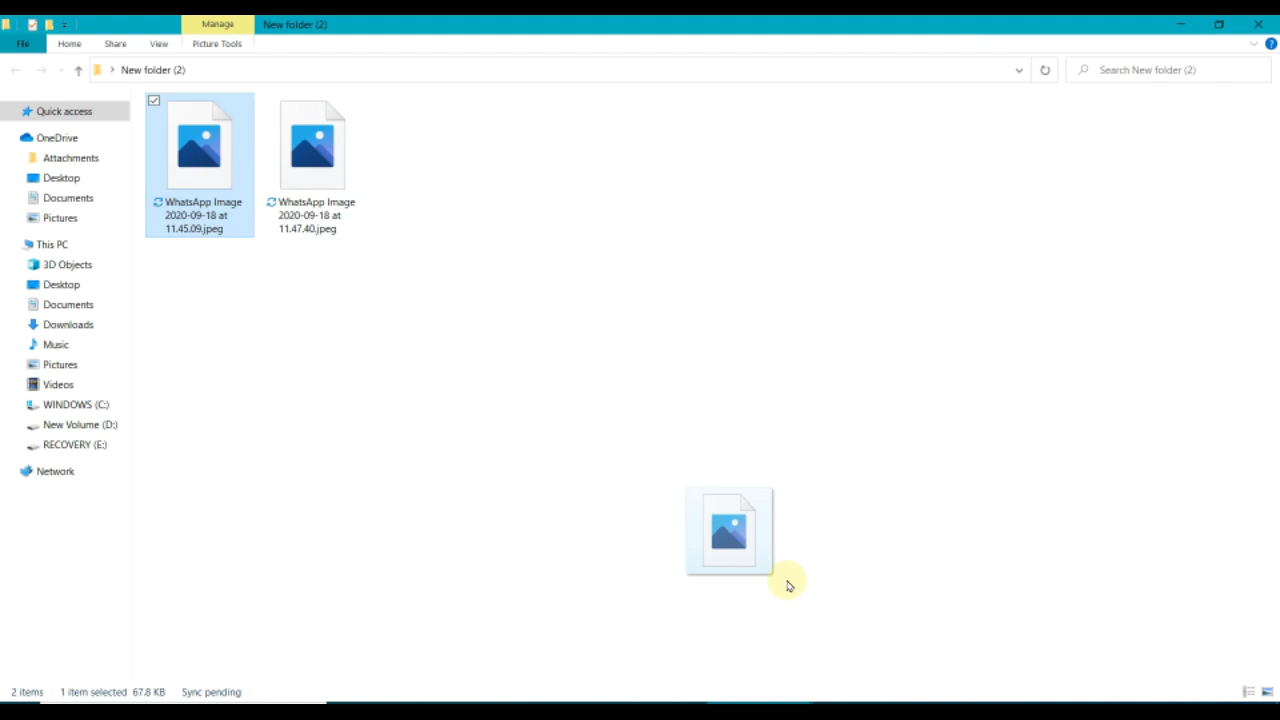 Manage
New folder (2)
File
Home
Share
View
Picture Tools
New folder (2)
Search New folder (2)
Quick access
OneDrive
Attachments
Desktop
Documents
Pictures
This PC
3D Objects
Desktop
Documents
Downloads
Music
Pictures
Videos
WINDOWS (C:)
New Volume (D:)
RECOVERY (E:)
Network
WhatsApp Image
2020-09-18 at
11.45.09.jpeg
WhatsApp Image
2020-09-18 at
11.47.40.jpeg
2 items
1 item selected 67.8 KB
Sync pending